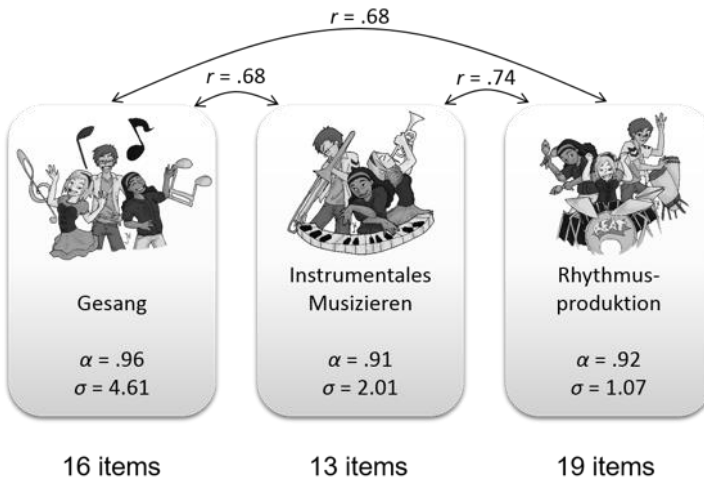 r = .68
r = .68
r = .74
BEAT
Gesang
Instrumentales
Musizieren
Rhythmus-
produktion
α = .96
α = .91
α = .92
σ = 4.61
σ = 2.01
σ = 1.07
16 items
13 items
19 items